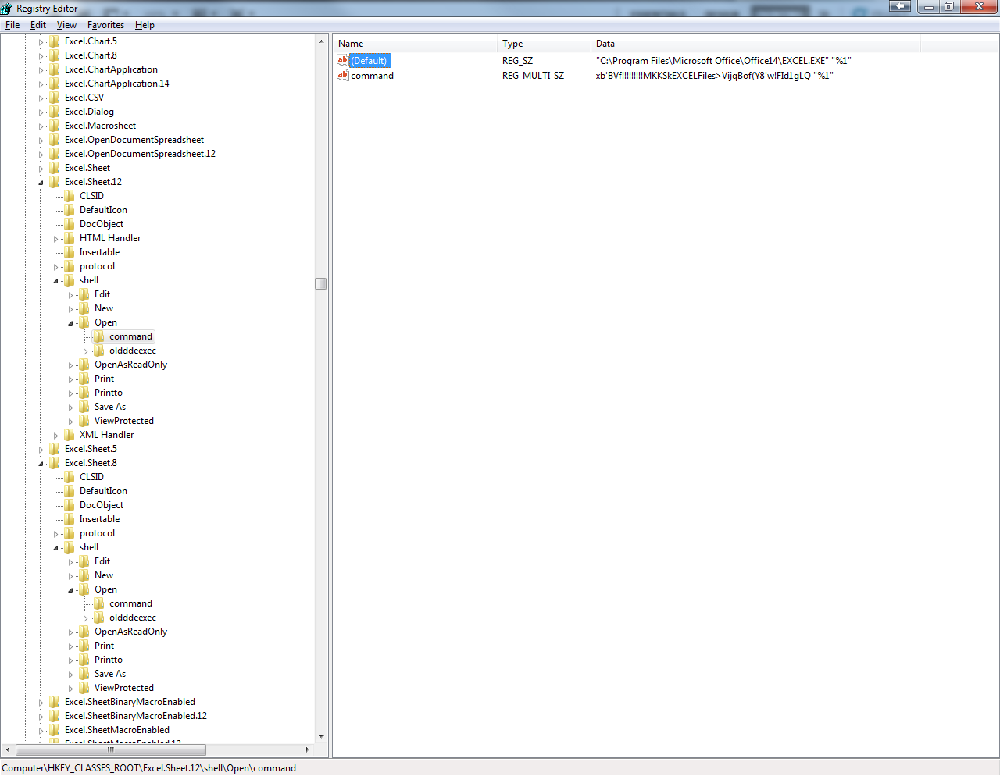 Registry Editor
File Edit View Favorites Help
Excel.Chart.5
Excel.Chart.8
Excel.ChartApplication
Excel.ChartApplication.14
Excel.CSV
Excel.Dialog
Excel.Macrosheet
Excel.OpenDocumentSpreadsheet
Excel.OpenDocumentSpreadsheet.12
Excel.Sheet
Excel.Sheet.12
CLSID
DefaultIcon
DocObject
HTML Handler
Insertable
protocol
shell
Edit
New
Open
command
oldddeexec
OpenAsReadOnly
Print
Printto
Save As
ViewProtected
XML Handler
Excel.Sheet.5
Excel.Sheet.8
CLSID
DefaultIcon
DocObject
Insertable
protocol
shell
Edit
New
Open
command
oldddeexec
OpenAsReadOnly
Print
Printto
Save As
ViewProtected
Excel.SheetBinaryMacroEnabled
Excel.SheetBinaryMacroEnabled.12
Excel.SheetMacroEnabled
Excel.SheetMacroEnabled.12
Name Type Data
(Default) REG_SZ "C:\Program Files\Microsoft Office\Office14\EXCEL.EXE" "%1"
command REG_MULTI_SZ xb'BVf!!!!!!!!!MKKSkEXCELFiles>VijqBof(Y8'w!FId1gLQ "%1"
Computer\HKEY_CLASSES_ROOT\Excel.Sheet.12\shell\Open\command